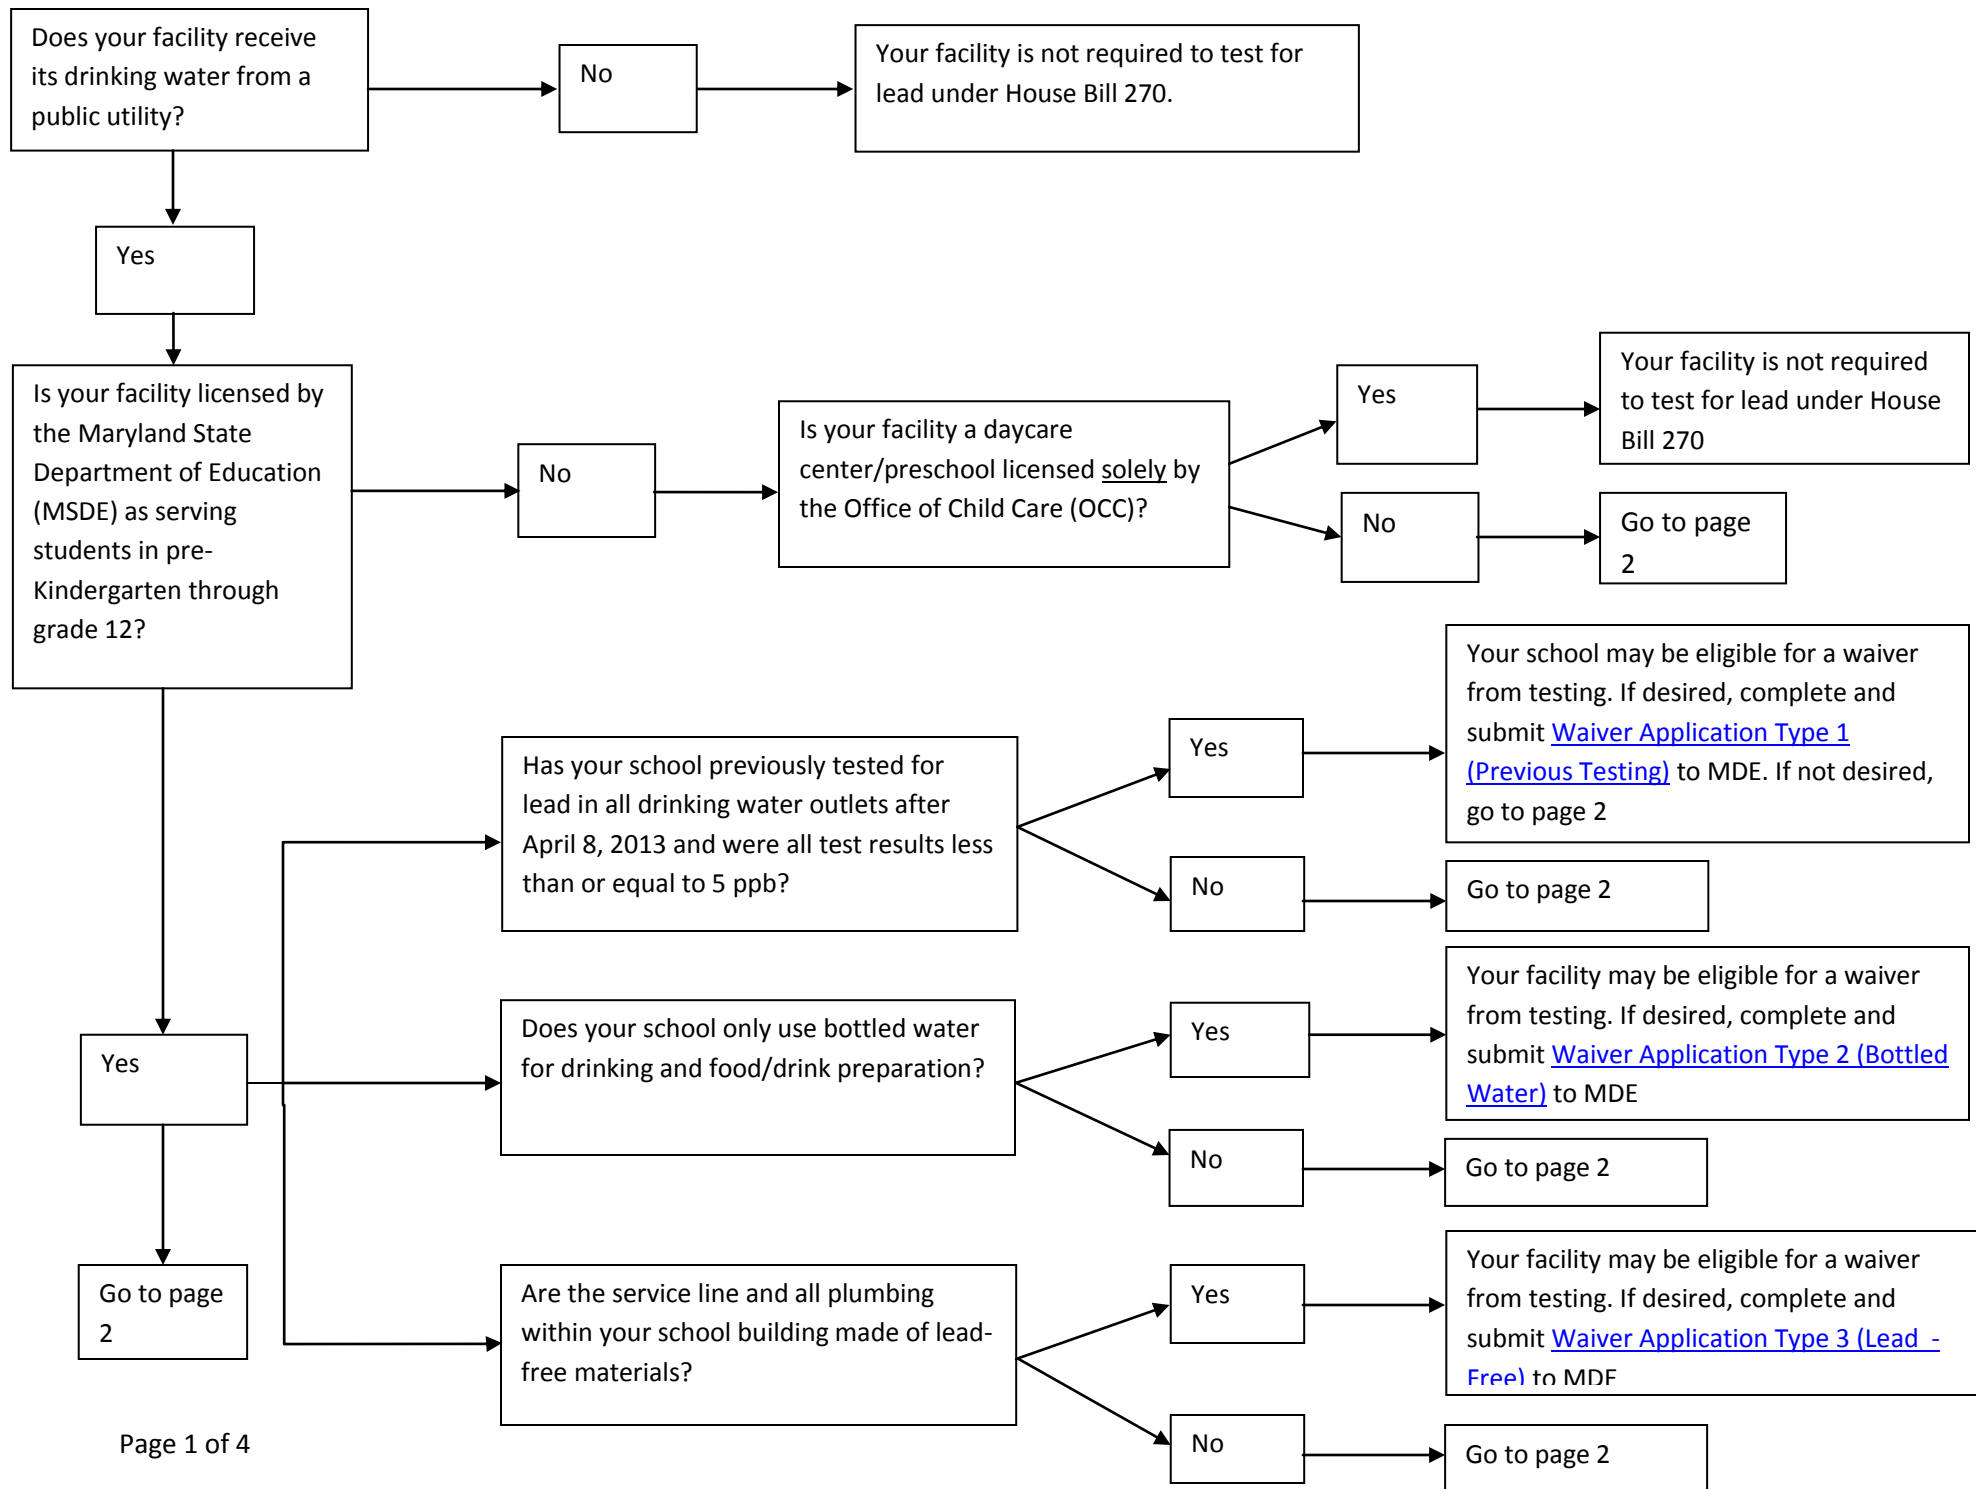 Does your facility receive
its drinking water from a
public utility?
No
Your facility is not required to test for
lead under House Bill 270.
Yes
Is your facility licensed by
the Maryland State
Department of Education
(MSDE) as serving
students in pre-
Kindergarten through
grade 12?
No
Is your facility a daycare
center/preschool licensed solely by
the Office of Child Care (OCC)?
Yes
Your facility is not required
to test for lead under House
Bill 270
No
Go to page
2
Has your school previously tested for
lead in all drinking water outlets after
April 8, 2013 and were all test results less
than or equal to 5 ppb?
Yes
Your school may be eligible for a waiver
from testing. If desired, complete and
submit Waiver Application Type 1
(Previous Testing) to MDE. If not desired,
go to page 2
No
Go to page 2
Yes
Does your school only use bottled water
for drinking and food/drink preparation?
Yes
Your facility may be eligible for a waiver
from testing. If desired, complete and
submit Waiver Application Type 2 (Bottled
Water) to MDE
No
Go to page 2
Go to page
2
Are the service line and all plumbing
within your school building made of lead-
free materials?
Yes
Your facility may be eligible for a waiver
from testing. If desired, complete and
submit Waiver Application Type 3 (Lead -
Free) to MDE
No
Go to page 2
Page 1 of 4